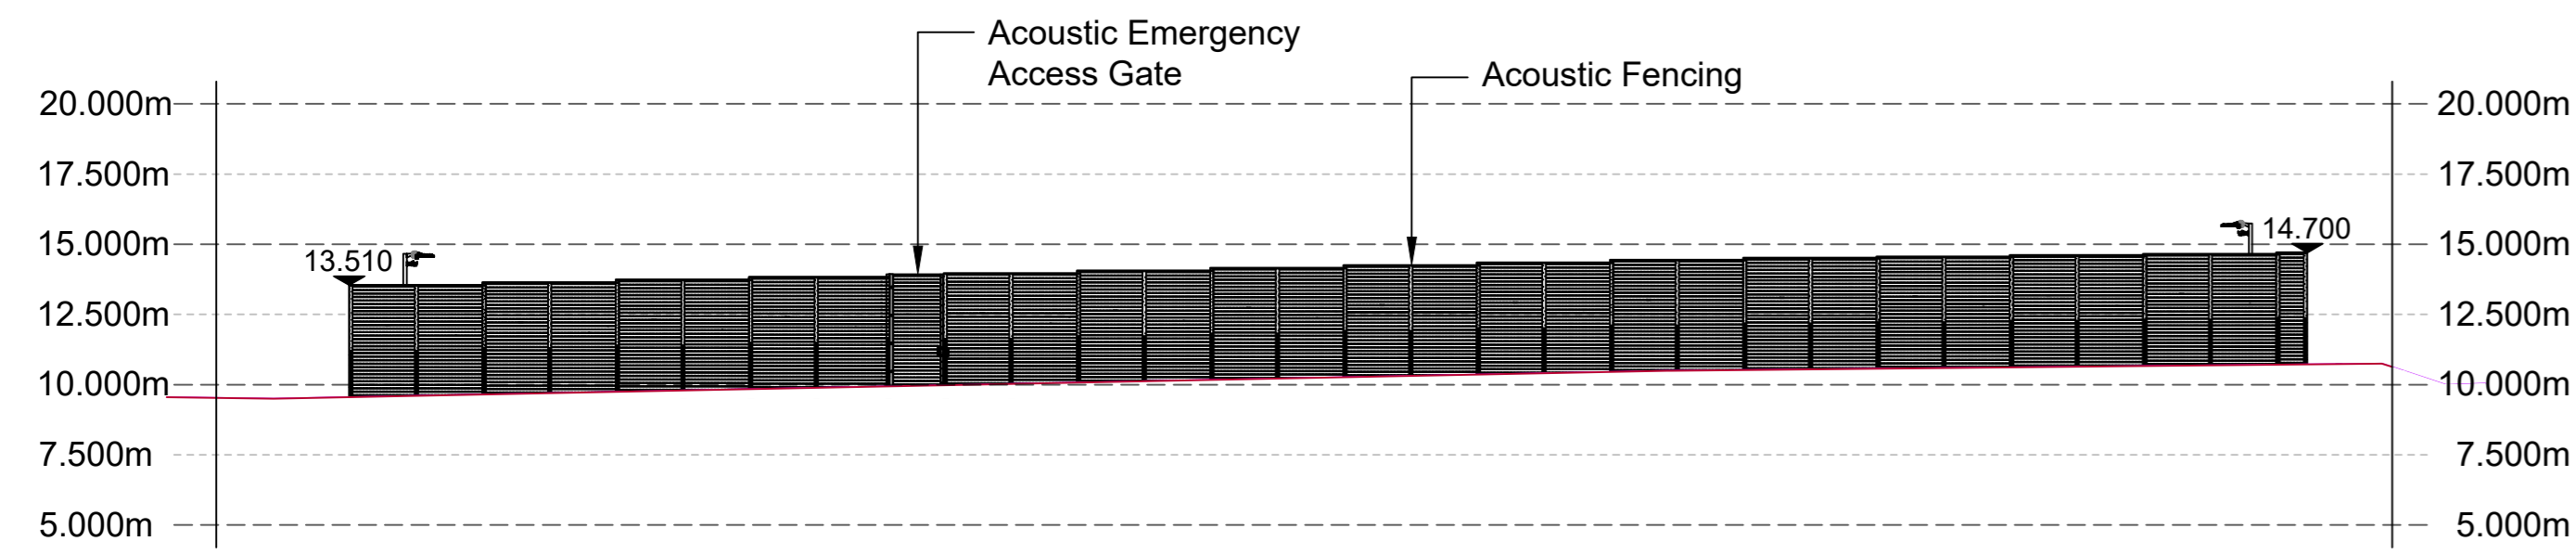 Acoustic Emergency
Access Gate
Acoustic Fencing
20.000m 20.000m
17.500m 17.500m
15.000m 15.000m
13.510 14.700
12.500m 12.500m
10.000m 10.000m
7.500m 7.500m
5.000m 5.000m